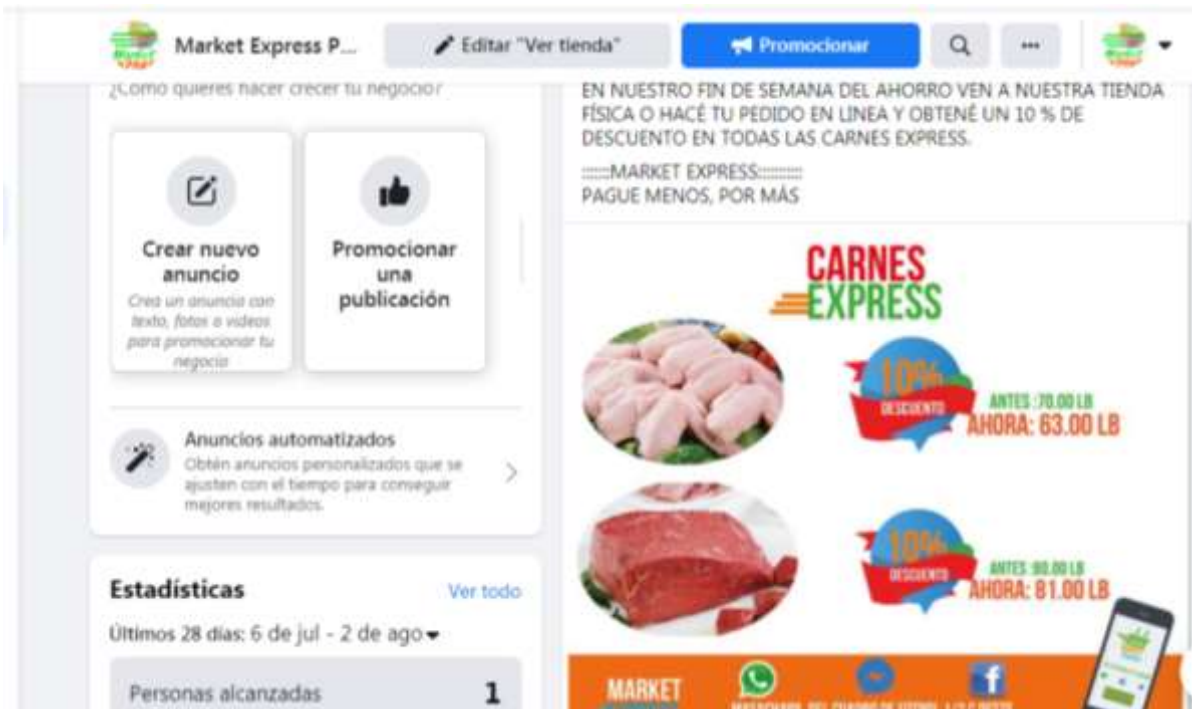 Market Express P...
Editar "Ver tienda"
Promocionar
¿Cómo quieres hacer crecer tu negocio?
Crear nuevo
anuncio
Crea un anuncio con
texto, fotos o videos
para promocionar tu
negocio
Promocionar
una
publicación
Anuncios automatizados
Obtén anuncios personalizados que se
ajusten con el tiempo para conseguir
mejores resultados.
Estadísticas
Ver todo
Últimos 28 días: 6 de jul - 2 de ago
Personas alcanzadas
1
EN NUESTRO FIN DE SEMANA DEL AHORRO VEN A NUESTRA TIENDA
FÍSICA O HACÉ TU PEDIDO EN LINEA Y OBTENÉ UN 10 % DE
DESCUENTO EN TODAS LAS CARNES EXPRESS.
::::::MARKET EXPRESS:::::::::
PAGUE MENOS, POR MÁS
CARNES
EXPRESS
10%
DESCUENTO
ANTES :70.00 LB
AHORA: 63.00 LB
10%
DESCUENTO
ANTES :90.00 LB
AHORA: 81.00 LB
MARKET